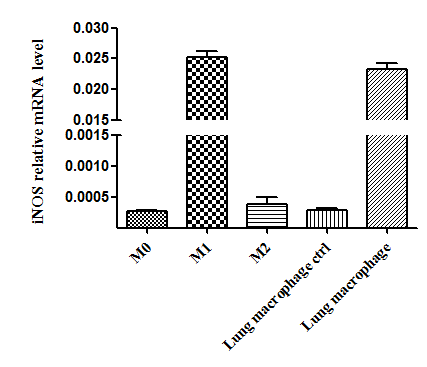 iNOS relative mRNA level
0.030
0.025
0.020
0.015
0.0015
0.0010
0.0005
M0
M1
M2
Lung macrophage ctrl
Lung macrophage